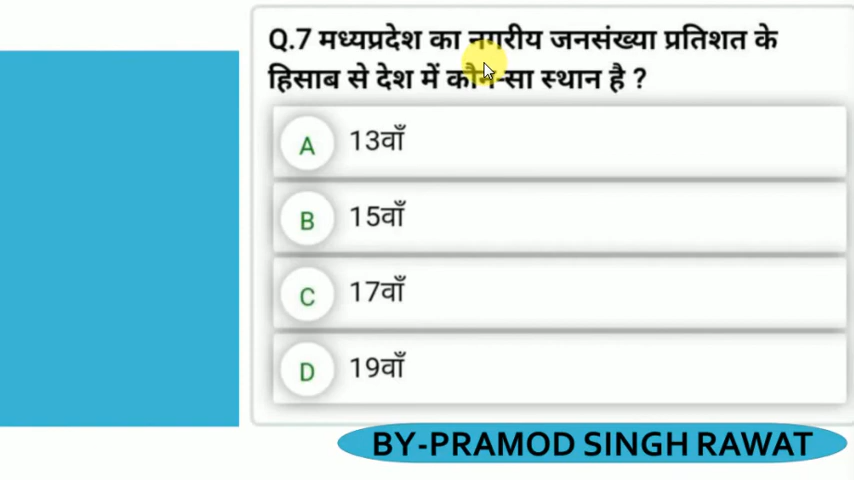 Q.7 मध्यप्रदेश का नगरीय जनसंख्या प्रतिशत के
हिसाब से देश में कौन-सा स्थान है ?
A 13वाँ
B 15वाँ
C 17वाँ
D 19वाँ
BY-PRAMOD SINGH RAWAT